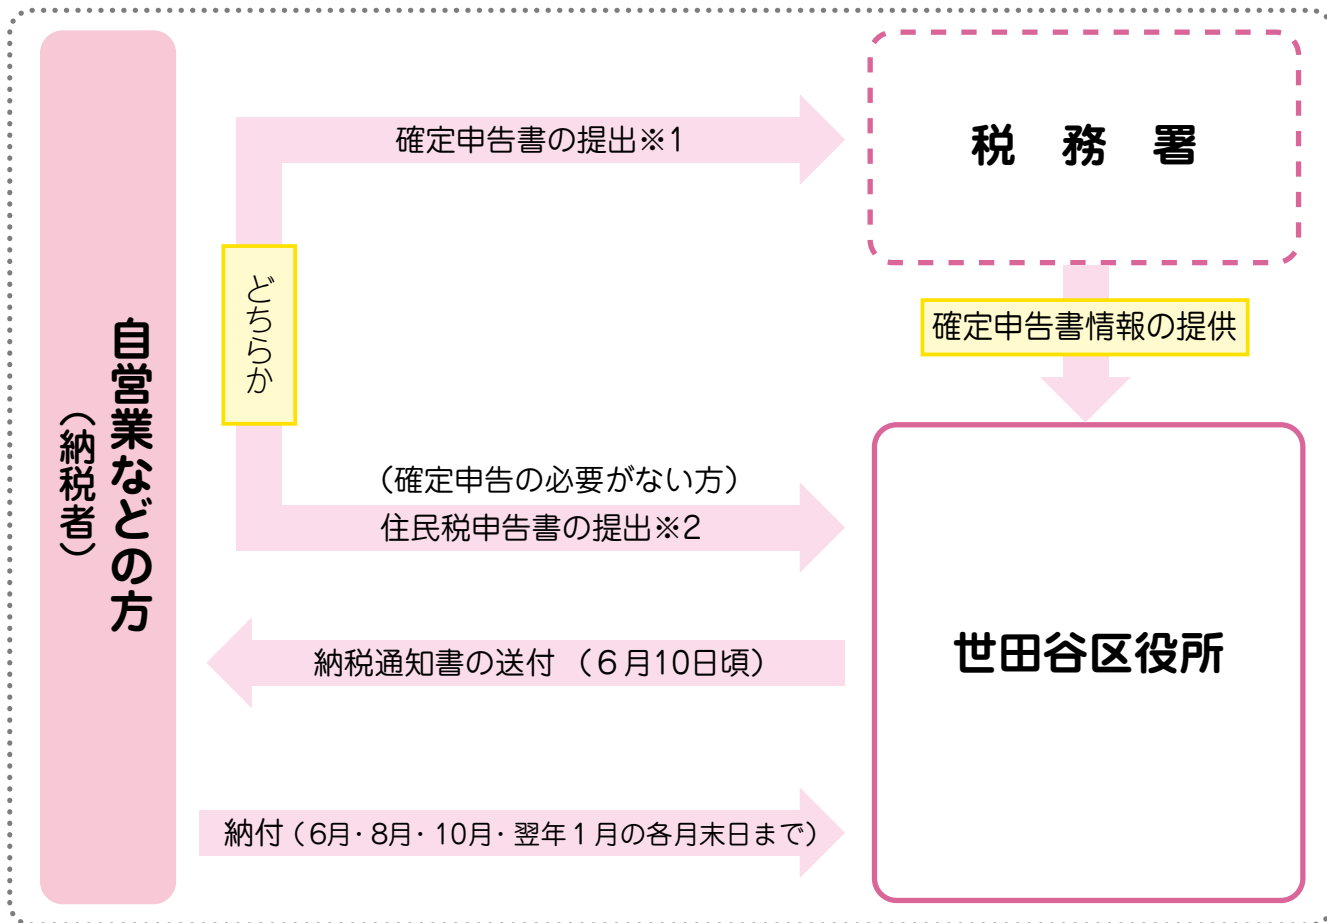 自営業などの方
（納税者）
確定申告書の提出※1
税務署
どちらか
確定申告書情報の提供
（確定申告の必要がない方）
住民税申告書の提出※2
世田谷区役所
納税通知書の送付 （６月10日頃）
納付（6月・8月・10月・翌年１月の各月末日まで）